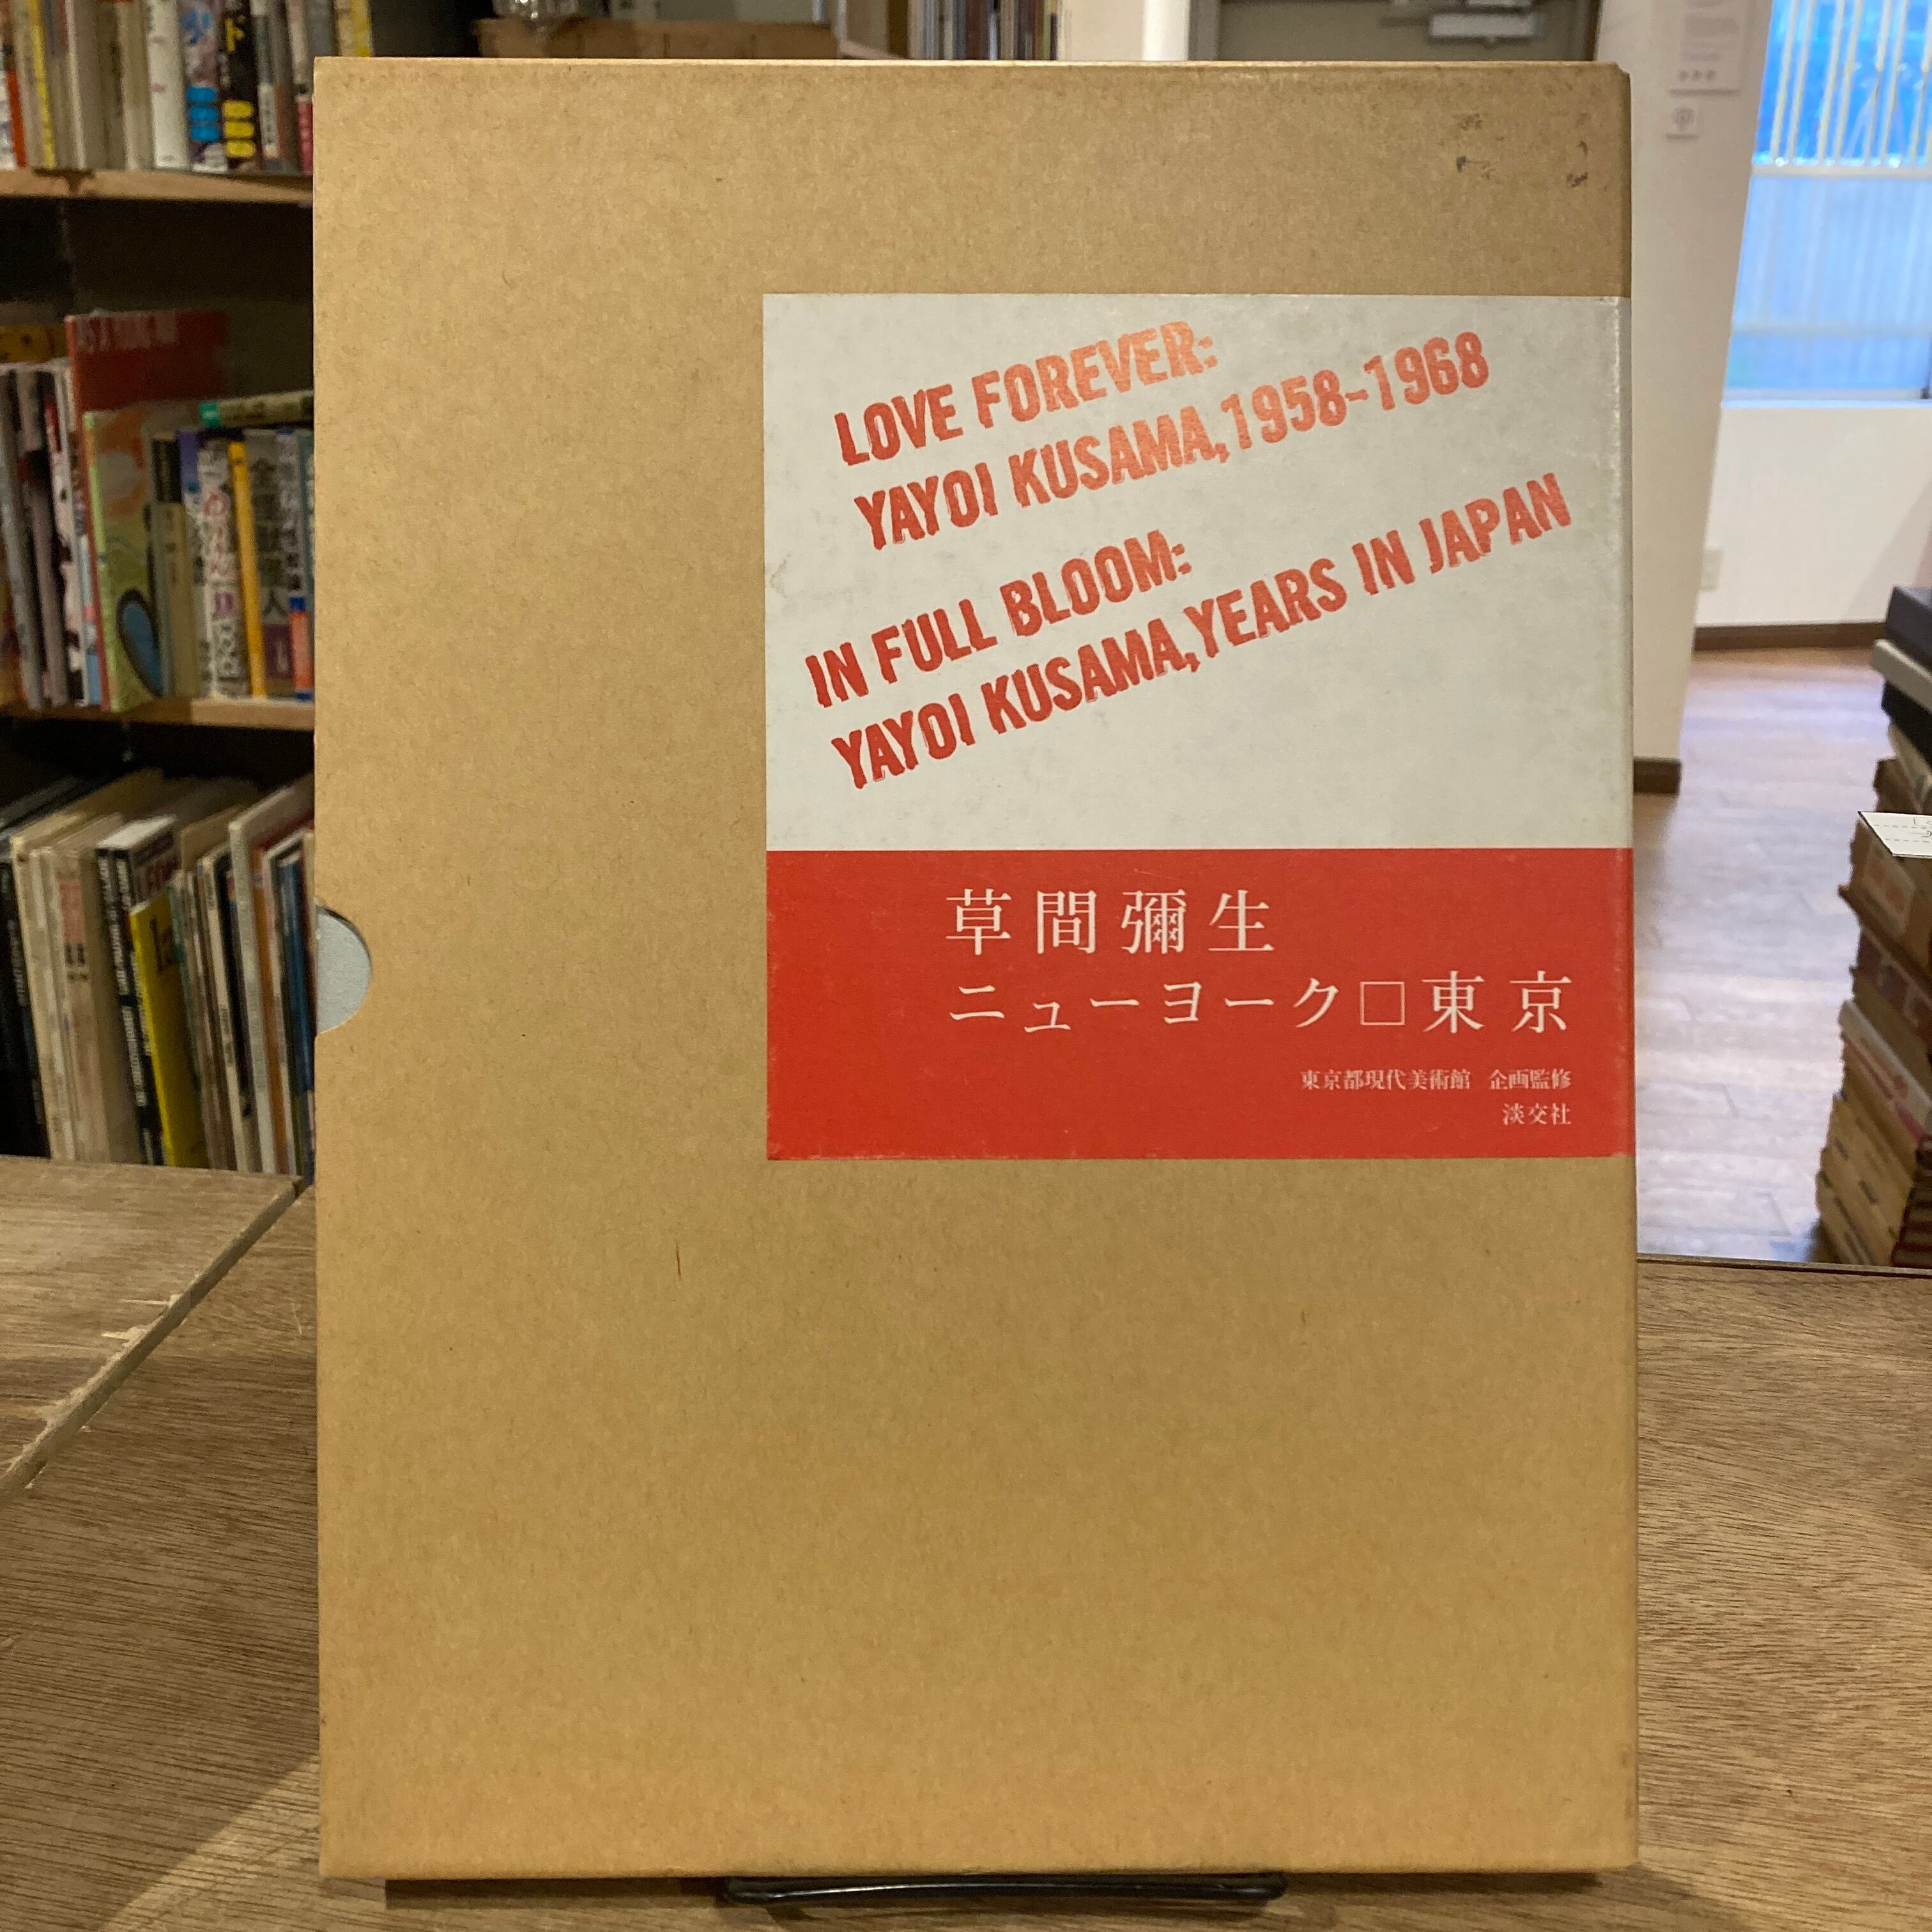 LOVE FOREVER:
YAYOI KUSAMA,1958-1968
IN FULL BLOOM:
YAYOI KUSAMA,YEARS IN JAPAN
草間彌生
ニューヨーク□東京
東京都現代美術館 企画監修
淡交社